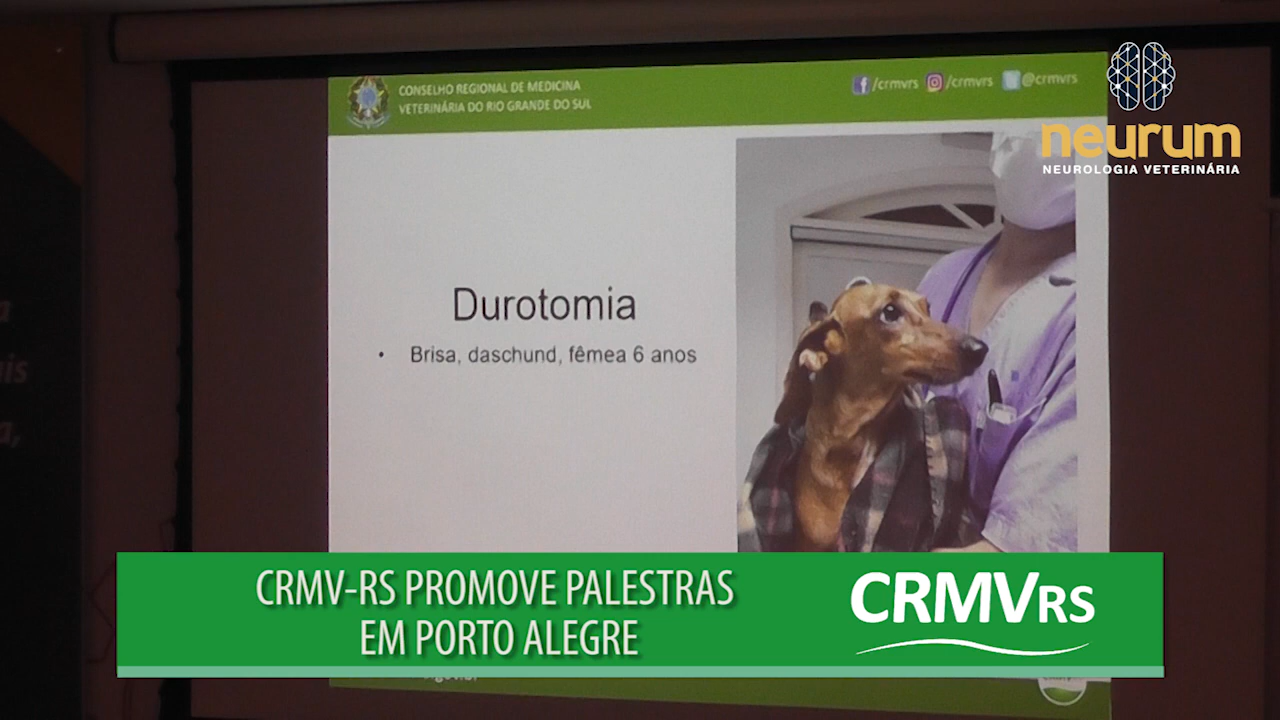 CONSELHO REGIONAL DE MEDICINA
VETERINÁRIA DO RIO GRANDE DO SUL
/crmvrs /crmvrs @crmvrs
neurum
NEUROLOGIA VETERINÁRIA
Durotomia
• Brisa, daschund, fêmea 6 anos
CRMV-RS PROMOVE PALESTRAS
EM PORTO ALEGRE
CRMVRS